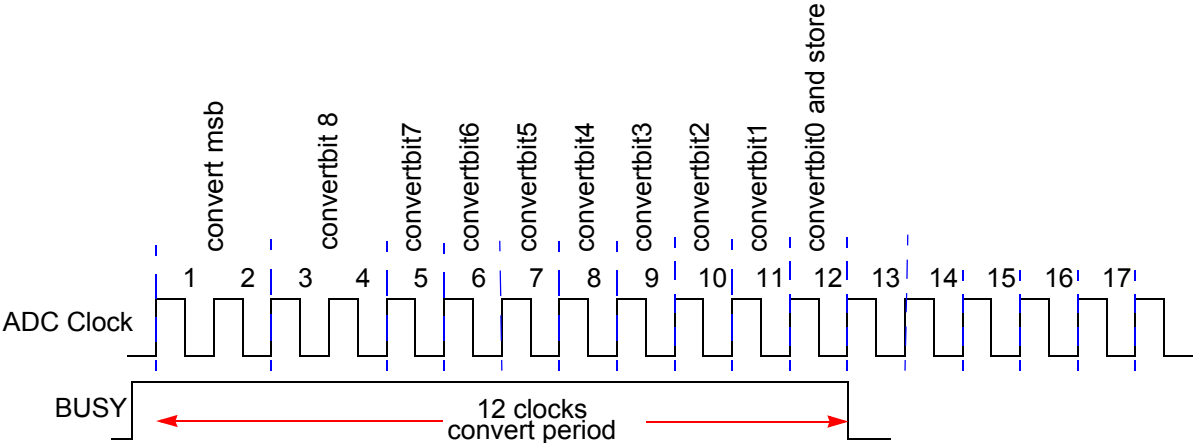 convert msb
convertbit 8
convertbit7
convertbit6
convertbit5
convertbit4
convertbit3
convertbit2
convertbit1
convertbit0 and store
1 2 3 4 5 6 7 8 9 10 11 12 13 14 15 16 17
ADC Clock
BUSY
12 clocks
convert period